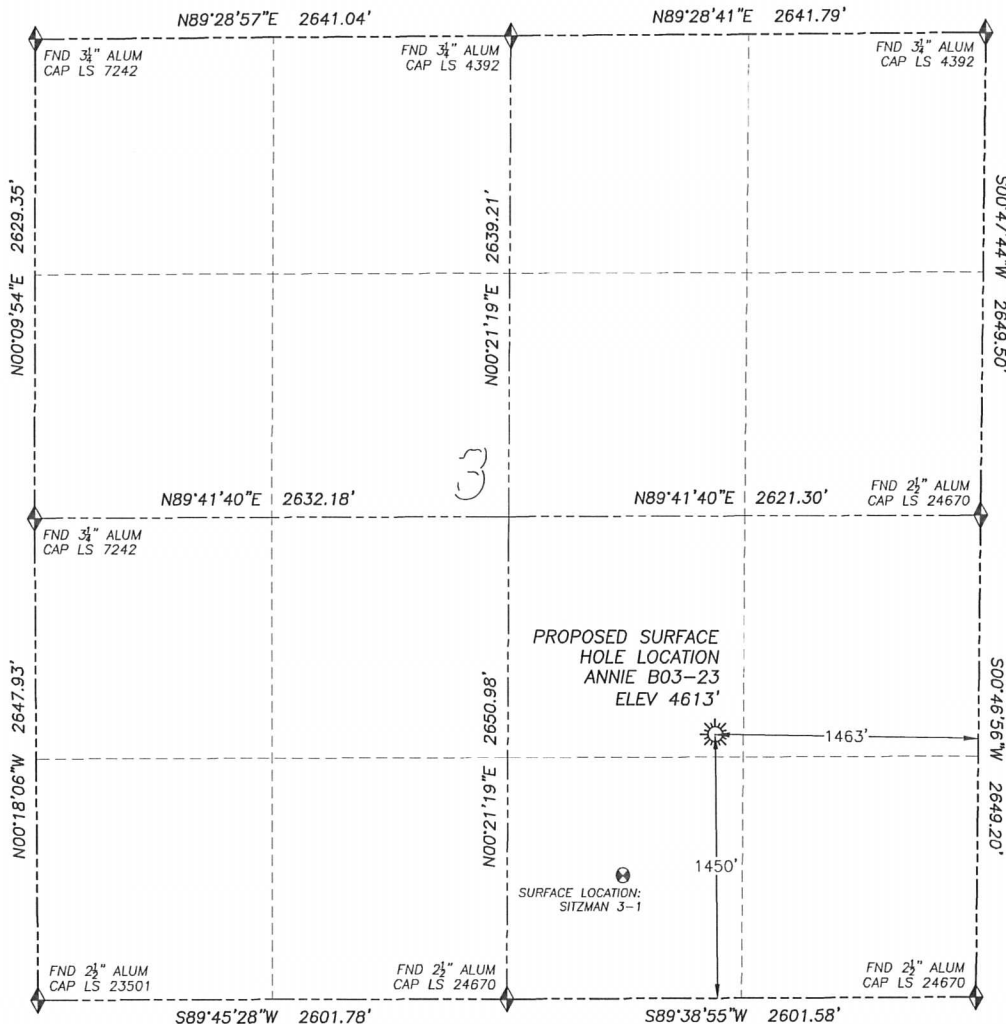 N89°28'57"E 2641.04'
N89°28'41"E 2641.79'
FND 3¼" ALUM
CAP LS 7242
FND 3¼" ALUM
CAP LS 4392
FND 3¼" ALUM
CAP LS 4392
N00°09'54"E 2629.35'
N00°21'19"E 2639.21'
S00°47'44"W 2649.50'
3
N89°41'40"E 2632.18'
N89°41'40"E 2621.30'
FND 2½" ALUM
CAP LS 24670
FND 3¼" ALUM
CAP LS 7242
PROPOSED SURFACE
HOLE LOCATION
ANNIE B03-23
ELEV 4613'
N00°18'06"W 2647.93'
N00°21'19"E 2650.98'
1463'
S00°46'56"W 2649.20'
1450'
SURFACE LOCATION:
SITZMAN 3-1
FND 2½" ALUM
CAP LS 23501
FND 2½" ALUM
CAP LS 24670
FND 2½" ALUM
CAP LS 24670
S89°45'28"W 2601.78'
S89°38'55"W 2601.58'